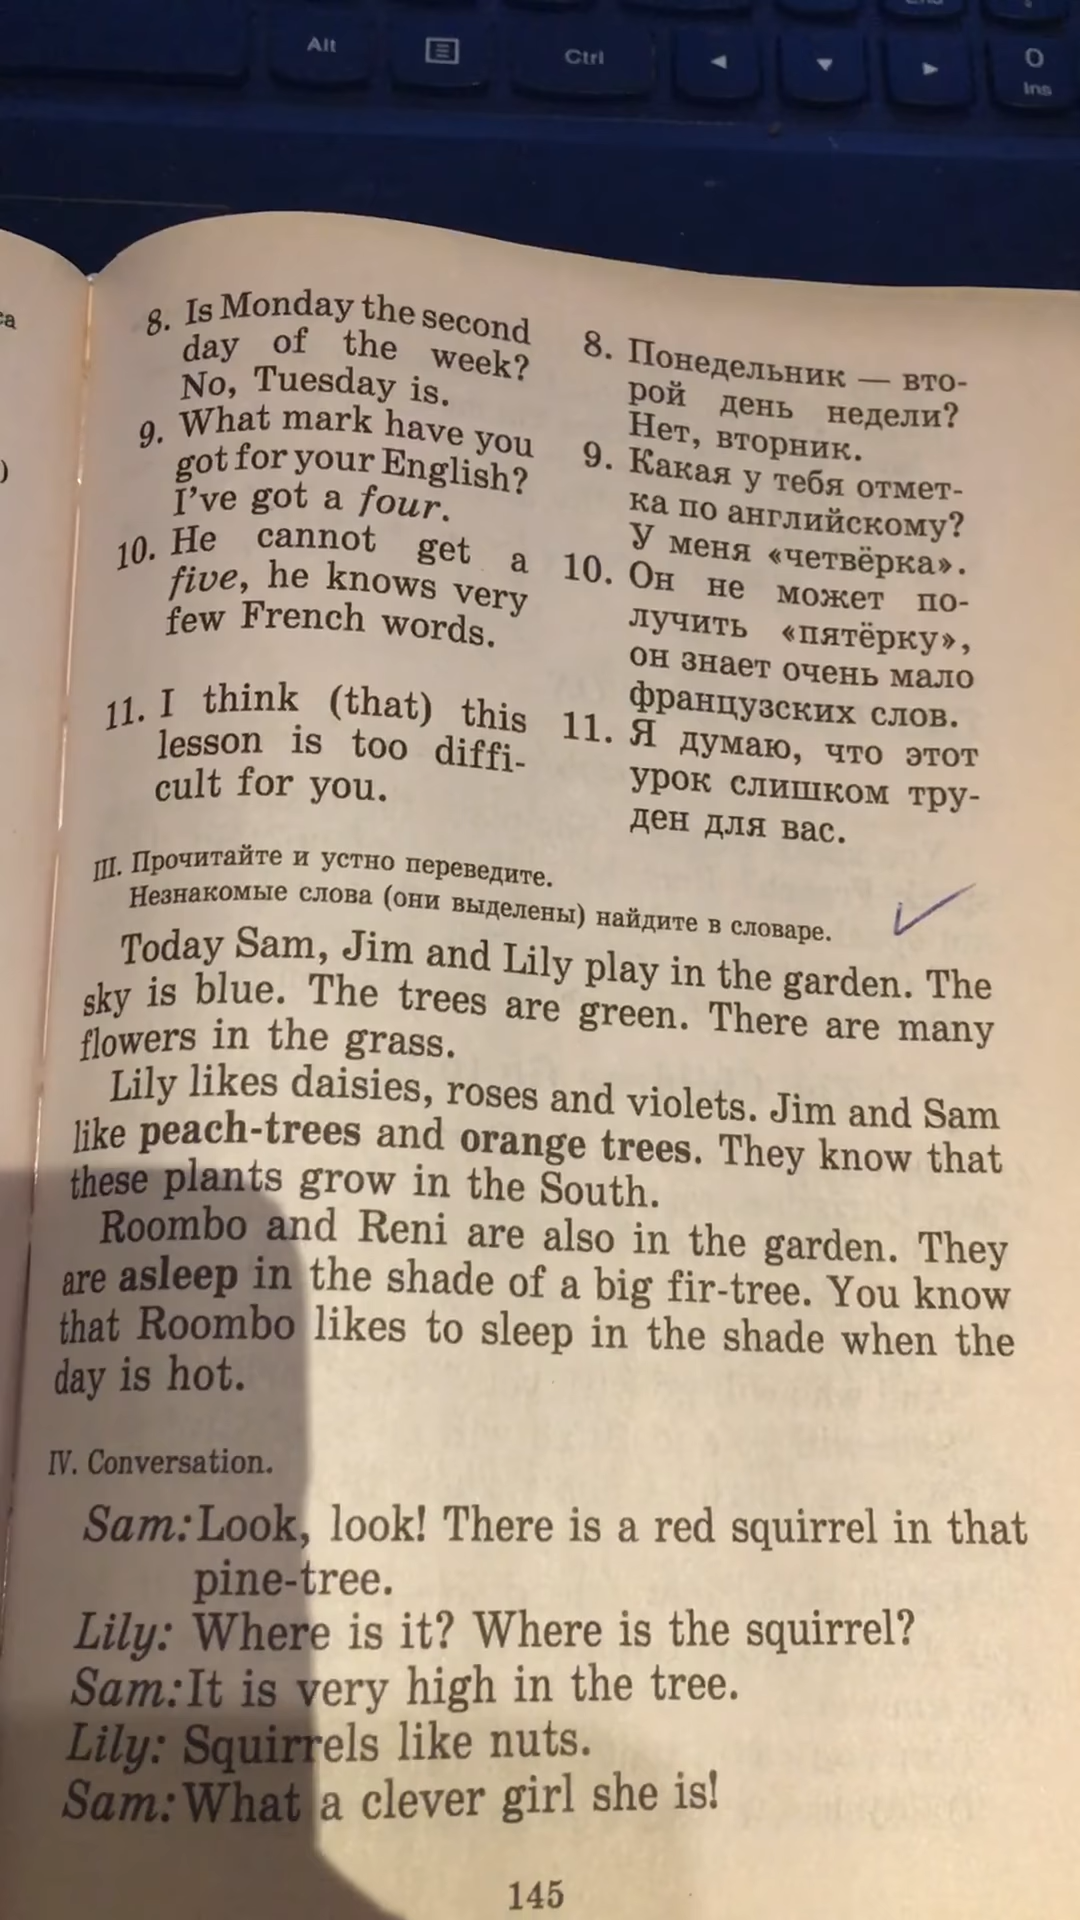 Alt
Ctrl
0
Ins
8. Is Monday the second
day of the week?
No, Tuesday is.
9. What mark have you
got for your English?
I've got a four.
10. He cannot get a
five, he knows very
few French words.
11. I think (that) this
lesson is too diffi-
cult for you.
8. Понедельник — вто-
рой день недели?
Нет, вторник.
9. Какая у тебя отмет-
ка по английскому?
У меня «четвёрка».
10. Он не может по-
лучить «пятёрку»,
он знает очень мало
французских слов.
11. Я думаю, что этот
урок слишком тру-
ден для вас.
III. Прочитайте и устно переведите.
Незнакомые слова (они выделены) найдите в словаре.
Today Sam, Jim and Lily play in the garden. The
sky is blue. The trees are green. There are many
flowers in the grass.
Lily likes daisies, roses and violets. Jim and Sam
like peach-trees and orange trees. They know that
these plants grow in the South.
Roombo and Reni are also in the garden. They
are asleep in the shade of a big fir-tree. You know
that Roombo likes to sleep in the shade when the
day is hot.
IV. Conversation.
Sam: Look, look! There is a red squirrel in that
pine-tree.
Lily: Where is it? Where is the squirrel?
Sam: It is very high in the tree.
Lily: Squirrels like nuts.
Sam: What a clever girl she is!
145